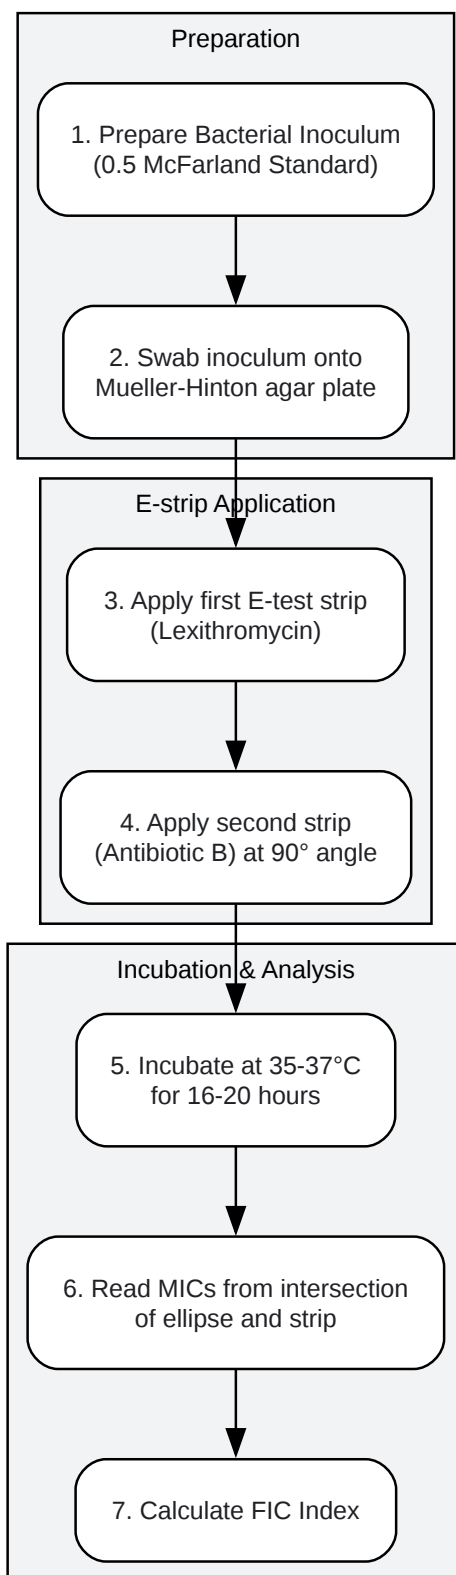 Preparation
1. Prepare Bacterial Inoculum
(0.5 McFarland Standard)
2. Swab inoculum onto
Mueller-Hinton agar plate
E-strip Application
3. Apply first E-test strip
(Lexithromycin)
4. Apply second strip
(Antibiotic B) at 90° angle
Incubation & Analysis
5. Incubate at 35-37°C
for 16-20 hours
6. Read MICs from intersection
of ellipse and strip
7. Calculate FIC Index